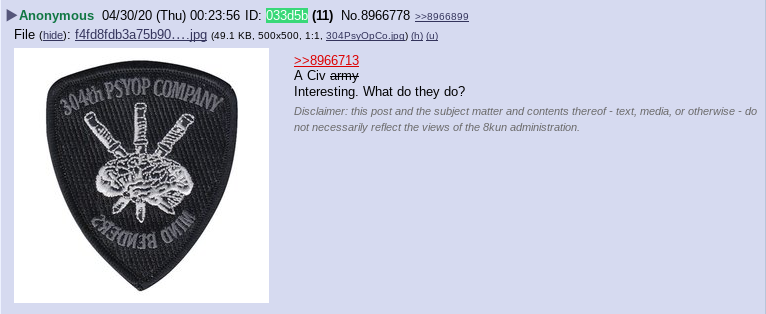 Anonymous 04/30/20 (Thu) 00:23:56 ID: 033d5b (11) No.8966778 >>8966899
File (hide): f4fd8fdb3a75b90….jpg (49.1 KB, 500x500, 1:1, 304PsyOpCo.jpg) (h) (u)
>>8966713
A Civ army
Interesting. What do they do?
Disclaimer: this post and the subject matter and contents thereof - text, media, or otherwise - do
not necessarily reflect the views of the 8kun administration.
304th PSYOP COMPANY
MIND BENDERS